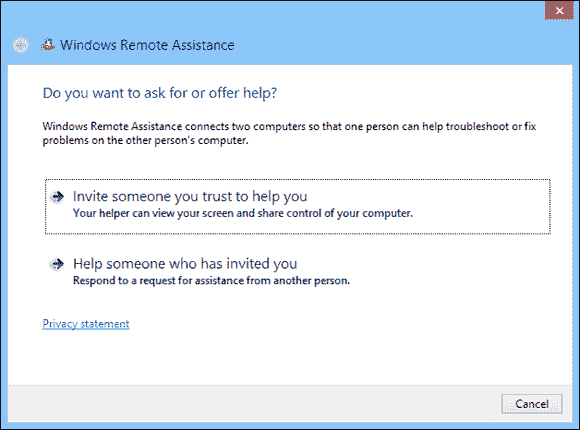 Windows Remote Assistance
Do you want to ask for or offer help?
Windows Remote Assistance connects two computers so that one person can help troubleshoot or fix
problems on the other person's computer.
Invite someone you trust to help you
Your helper can view your screen and share control of your computer.
Help someone who has invited you
Respond to a request for assistance from another person.
Privacy statement
Cancel